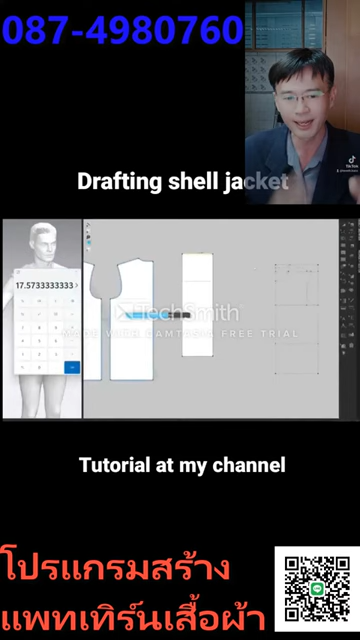 087-4980760
TikTok
Drafting shell jacket
17.5733333333
TechSmith
MADE WITH CAMTASIA FREE TRIAL
Tutorial at my channel
โปรแกรมสร้าง
แพทเทิร์นเสื้อผ้า